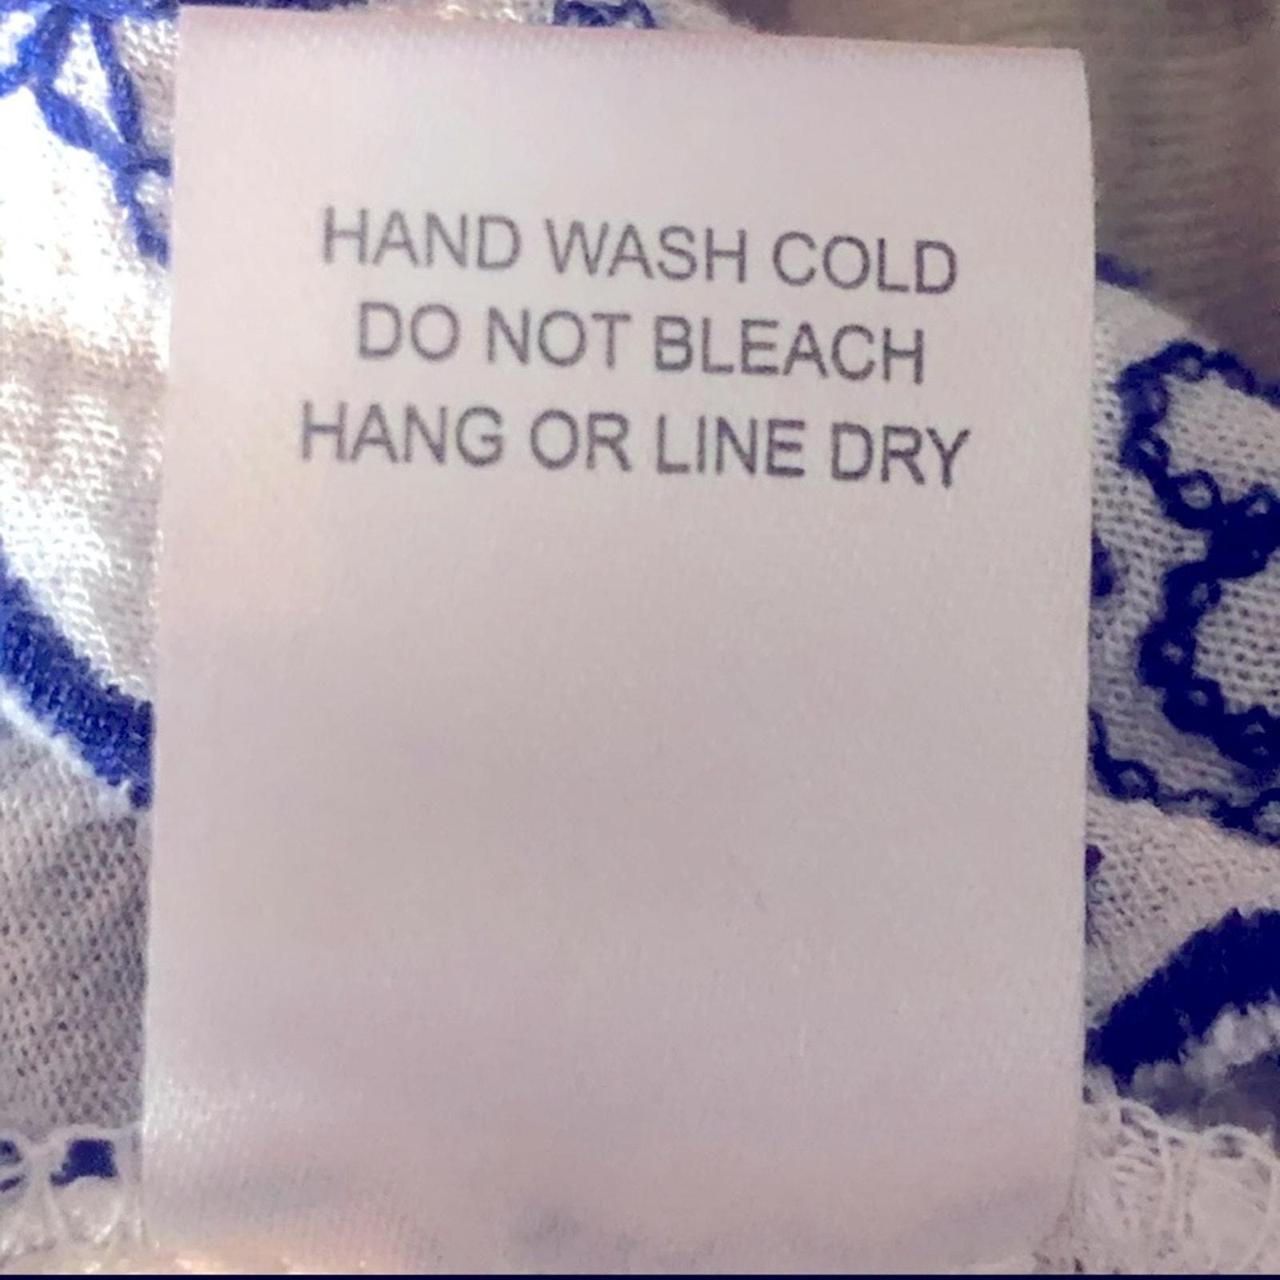 HAND WASH COLD
DO NOT BLEACH
HANG OR LINE DRY